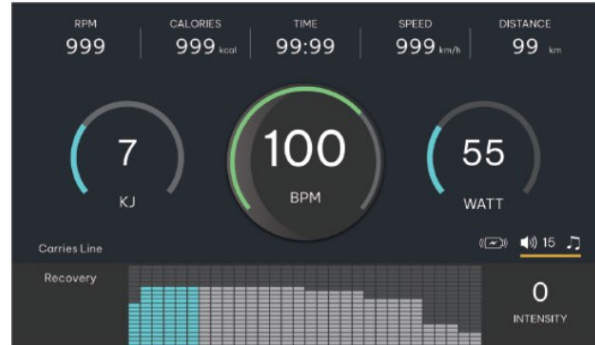 RPM CALORIES TIME SPEED DISTANCE
999 999 kcal 99:99 999 km/h 99 km
7 100 55
KJ BPM WATT
15
Carries Line
Recovery
0
INTENSITY